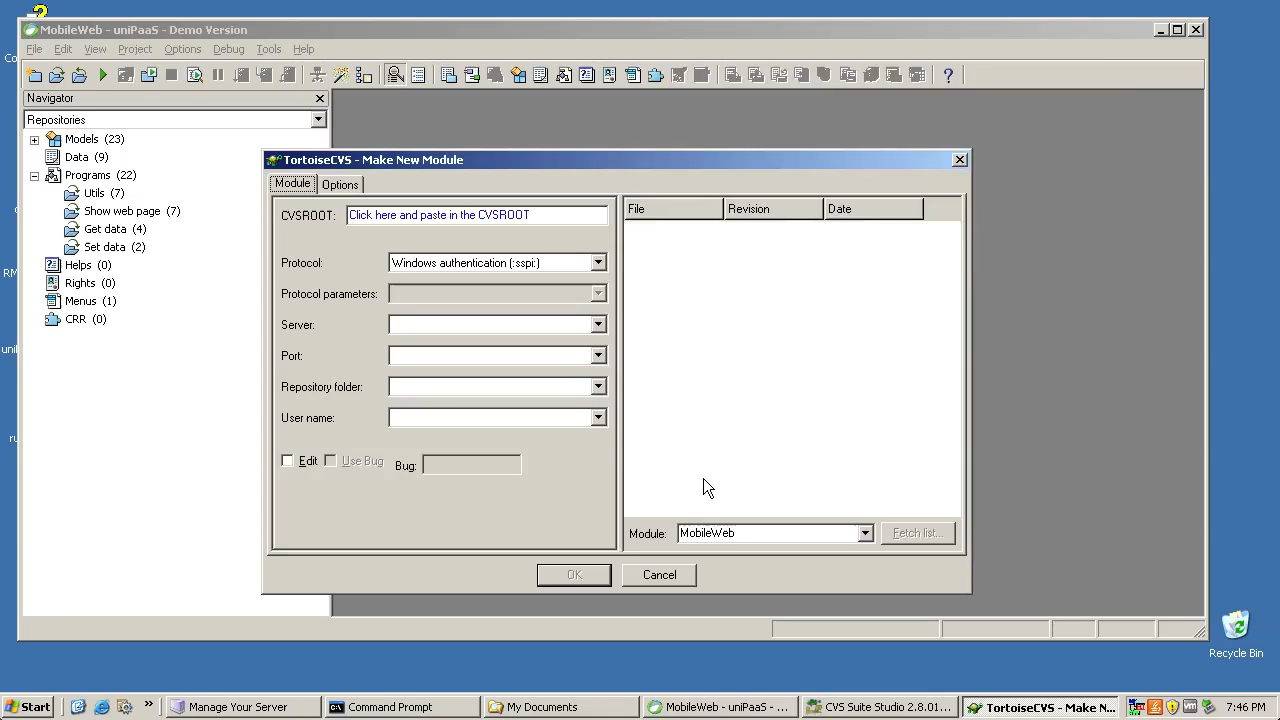 MobileWeb - uniPaaS - Demo Version
File Edit View Project Options Debug Tools Help
Navigator
Repositories
Models (23)
Data (9)
Programs (22)
Utils (7)
Show web page (7)
Get data (4)
Set data (2)
Helps (0)
Rights (0)
Menus (1)
CRR (0)
TortoiseCVS - Make New Module
Module Options
CVSROOT: Click here and paste in the CVSROOT
Protocol: Windows authentication (:sspi:)
Protocol parameters:
Server:
Port:
Repository folder:
User name:
Edit Use Bug Bug:
File Revision Date
Module: MobileWeb Fetch list...
OK Cancel
Recycle Bin
Start Manage Your Server Command Prompt My Documents MobileWeb - uniPaaS - ... CVS Suite Studio 2.8.01... TortoiseCVS - Make N... 7:46 PM